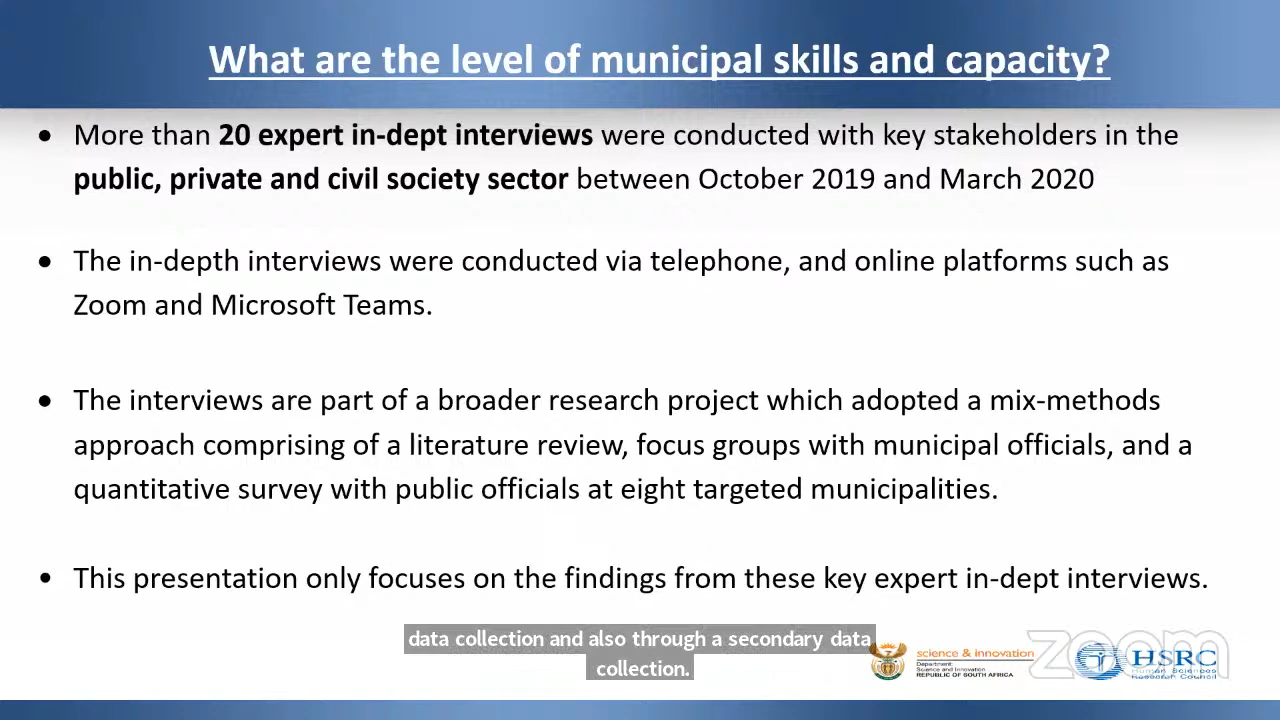 What are the level of municipal skills and capacity?
• More than 20 expert in-dept interviews were conducted with key stakeholders in the
public, private and civil society sector between October 2019 and March 2020
• The in-depth interviews were conducted via telephone, and online platforms such as
Zoom and Microsoft Teams.
• The interviews are part of a broader research project which adopted a mix-methods
approach comprising of a literature review, focus groups with municipal officials, and a
quantitative survey with public officials at eight targeted municipalities.
• This presentation only focuses on the findings from these key expert in-dept interviews.
data collection and also through a secondary data
collection.
science & innovation
Department:
Science and Innovation
REPUBLIC OF SOUTH AFRICA
zoom
HSRC
Human Sciences
Research Council